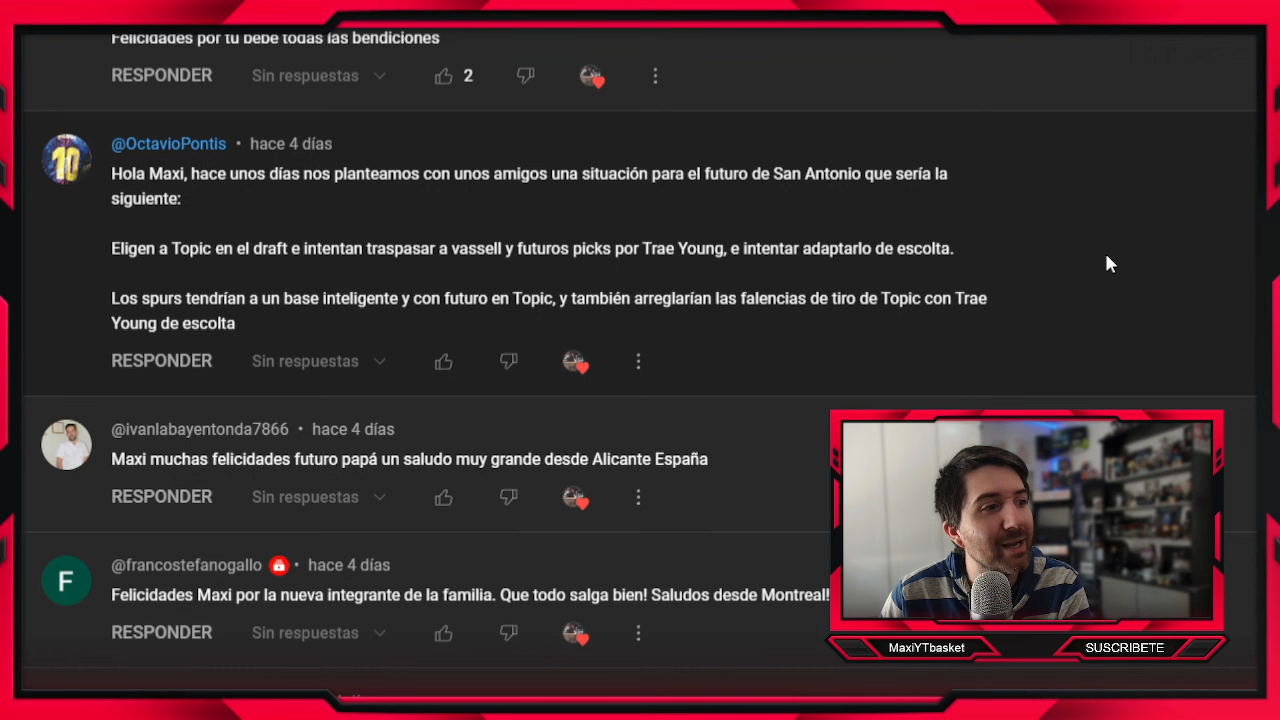 Felicidades por tu bebe todas las bendiciones
RESPONDER Sin respuestas 2
@OctavioPontis • hace 4 días
Hola Maxi, hace unos días nos planteamos con unos amigos una situación para el futuro de San Antonio que sería la
siguiente:
Eligen a Topic en el draft e intentan traspasar a vassell y futuros picks por Trae Young, e intentar adaptarlo de escolta.
Los spurs tendrían a un base inteligente y con futuro en Topic, y también arreglarían las falencias de tiro de Topic con Trae
Young de escolta
RESPONDER Sin respuestas
@ivanlabayentonda7866 • hace 4 días
Maxi muchas felicidades futuro papá un saludo muy grande desde Alicante España
RESPONDER Sin respuestas
F
@francostefanogallo • hace 4 días
Felicidades Maxi por la nueva integrante de la familia. Que todo salga bien! Saludos desde Montreal!
RESPONDER Sin respuestas
10
MaxiYTbasket
SUSCRIBETE